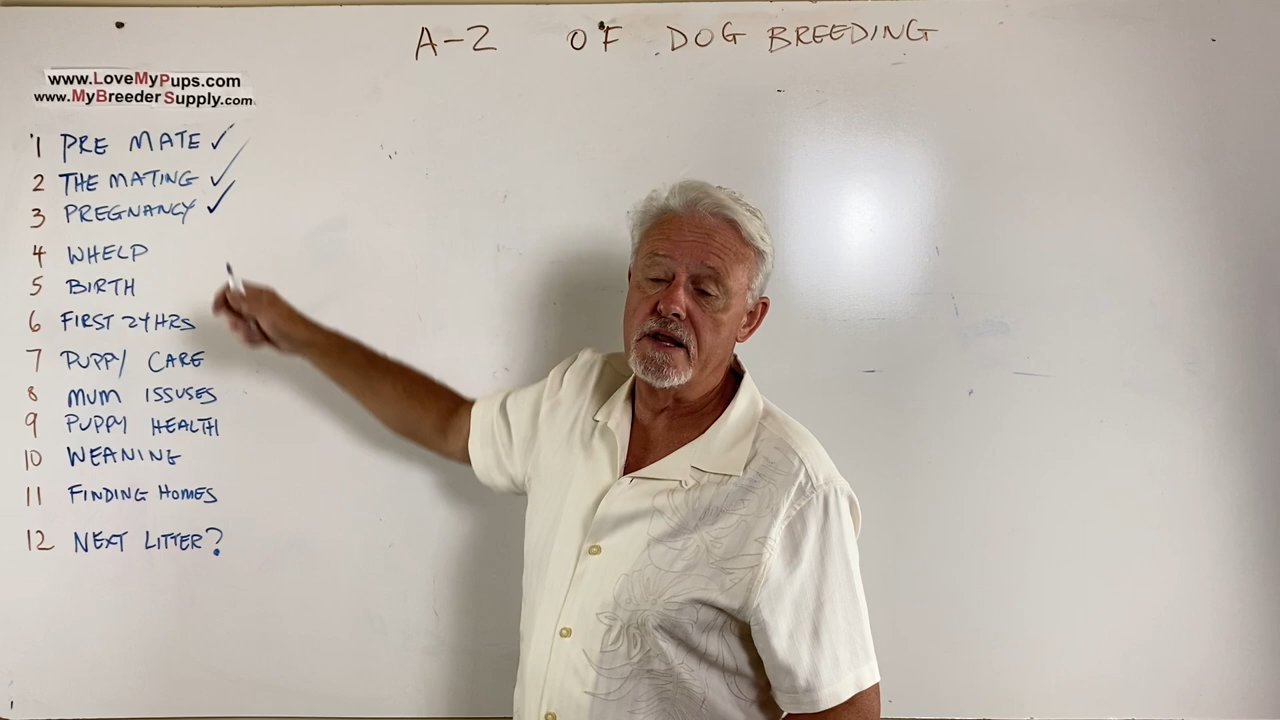 A-Z OF DOG BREEDING
www.LoveMyPups.com
www.MyBreederSupply.com
1 PRE MATE ✓
2 THE MATING ✓
3 PREGNANCY ✓
4 WHELP
5 BIRTH
6 FIRST 24HRS
7 PUPPY CARE
8 MUM ISSUSES
9 PUPPY HEALTH
10 WEANING
11 FINDING HOMES
12 NEXT LITTER?